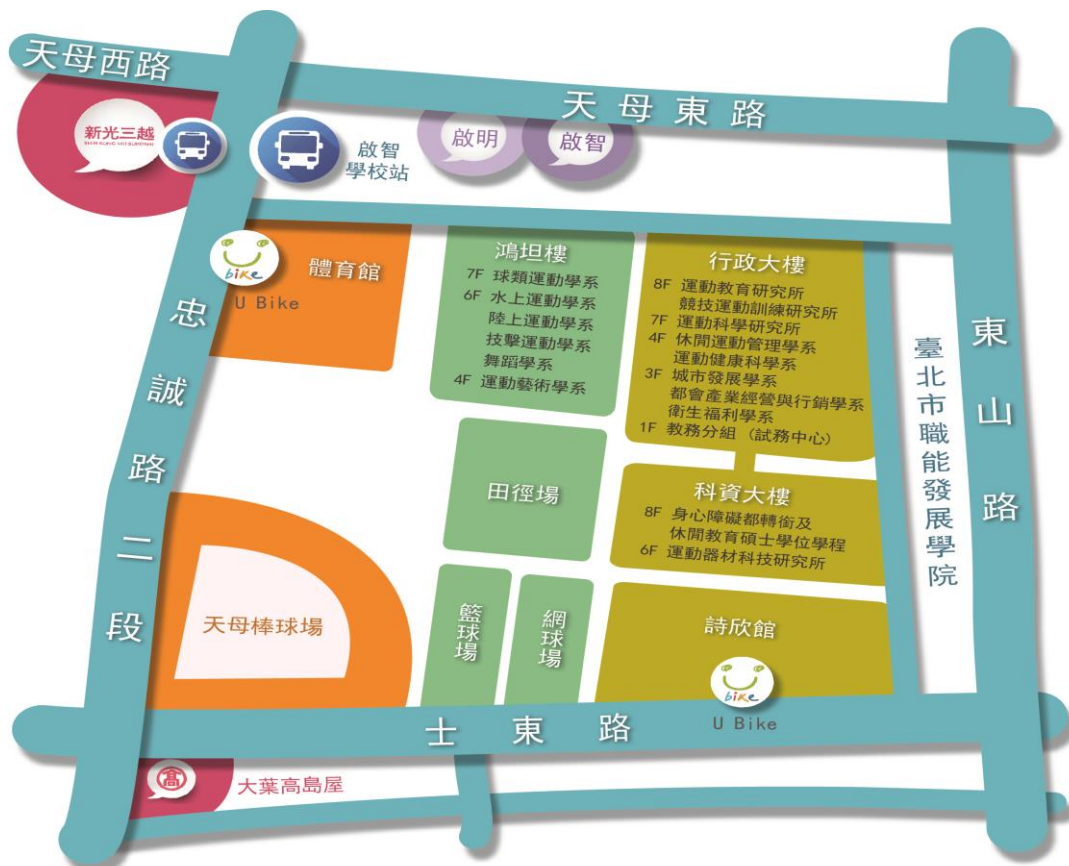 天母西路
天母東路
新光三越
SHIN KONG MITSUKOSHI
啟智
學校站
啟明
啟智
bike
U Bike
體育館
鴻坦樓
7F 球類運動學系
6F 水上運動學系
陸上運動學系
技擊運動學系
舞蹈學系
4F 運動藝術學系
行政大樓
8F 運動教育研究所
競技運動訓練研究所
7F 運動科學研究所
4F 休閒運動管理學系
運動健康科學系
3F 城市發展學系
都會產業經營與行銷學系
衛生福利學系
1F 教務分組 (試務中心)
忠誠路二段
東山路
臺北市職能發展學院
田徑場
科資大樓
8F 身心障礙都轉銜及
休閒教育碩士學位學程
6F 運動器材科技研究所
天母棒球場
籃球場
網球場
詩欣館
bike
U Bike
士東路
髙
大葉高島屋